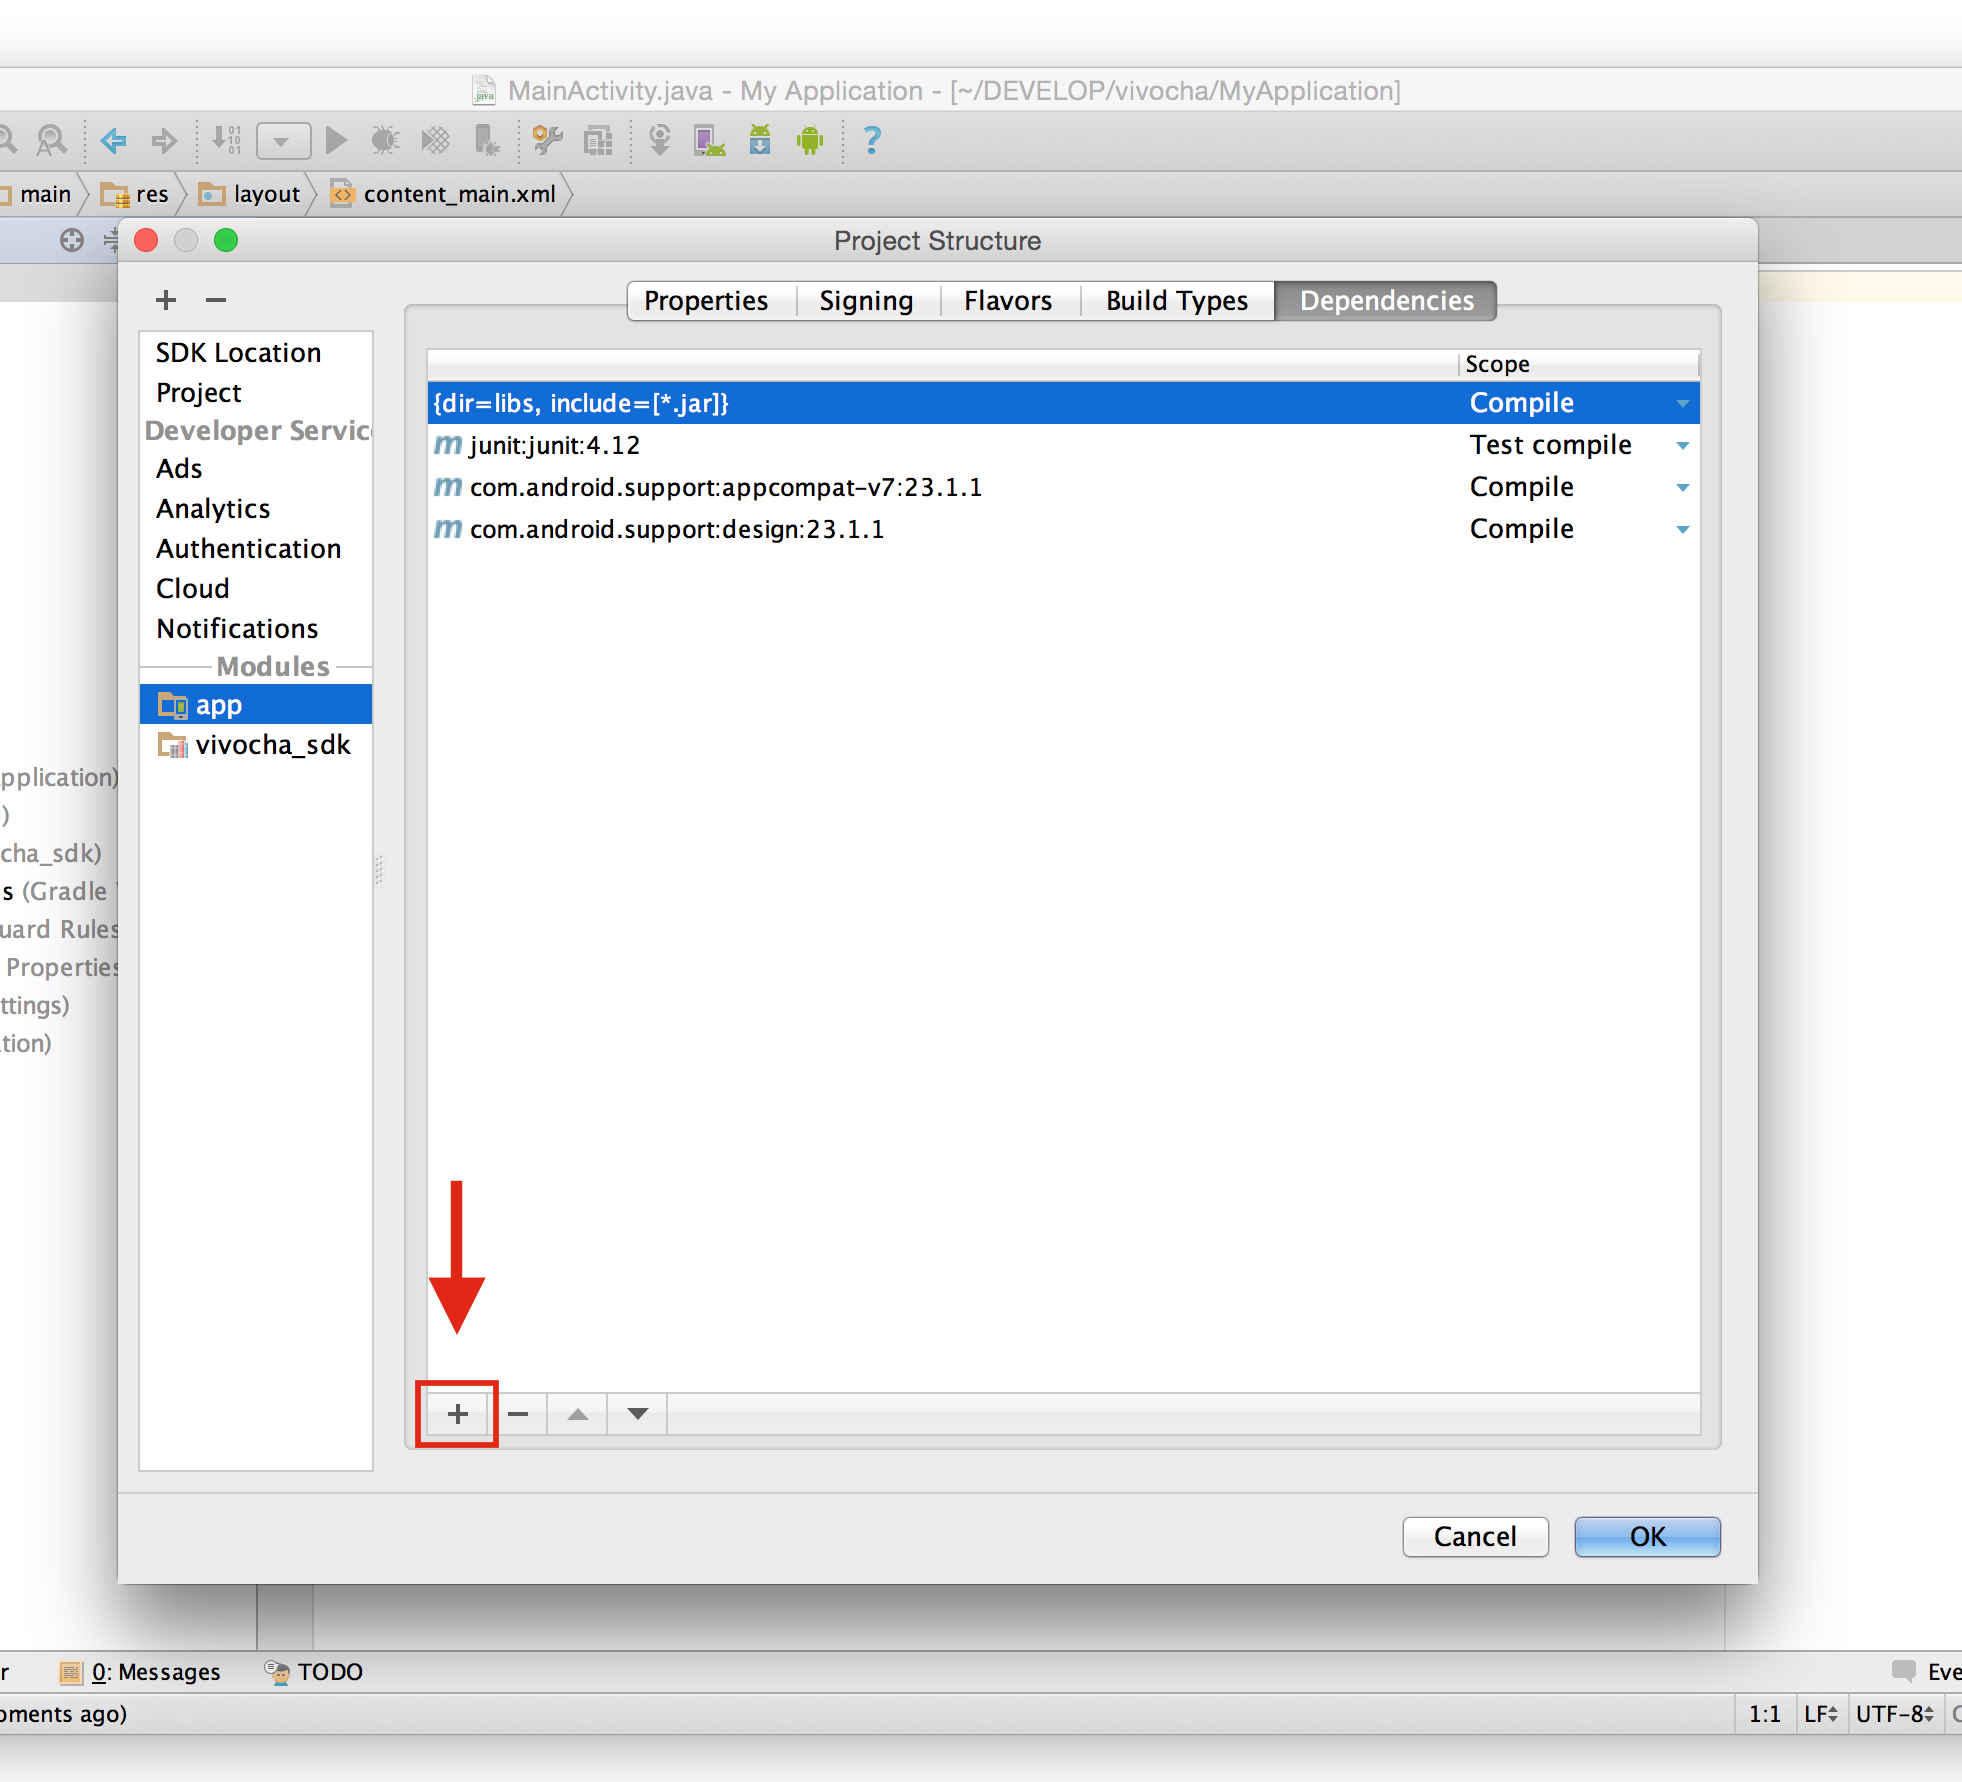 MainActivity.java - My Application - [~/DEVELOP/vivocha/MyApplication]
main res layout content_main.xml
Project Structure
Properties Signing Flavors Build Types Dependencies
SDK Location
Project
Developer Servic
Ads
Analytics
Authentication
Cloud
Notifications
Modules
app
vivocha_sdk
Scope
{dir=libs, include=[*.jar]} Compile
m junit:junit:4.12 Test compile
m com.android.support:appcompat-v7:23.1.1 Compile
m com.android.support:design:23.1.1 Compile
pplication)
)
cha_sdk)
s (Gradle
uard Rules
Properties
ttings)
tion)
Cancel OK
r 0: Messages TODO Eve
oments ago) 1:1 LF UTF-8